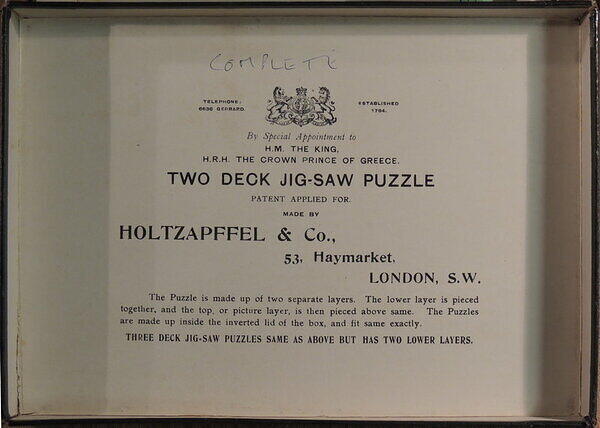 COMPLETE
TELEPHONE: ESTABLISHED
6636 GERRARD. 1794.
By Special Appointment to
H.M. THE KING,
H.R.H. THE CROWN PRINCE OF GREECE.
TWO DECK JIG-SAW PUZZLE
PATENT APPLIED FOR.
MADE BY
HOLTZAPFFEL & Co.,
53, Haymarket,
LONDON, S.W.
The Puzzle is made up of two separate layers. The lower layer is pieced
together, and the top, or picture layer, is then pieced above same. The Puzzles
are made up inside the inverted lid of the box, and fit same exactly.
THREE DECK JIG-SAW PUZZLES SAME AS ABOVE BUT HAS TWO LOWER LAYERS.